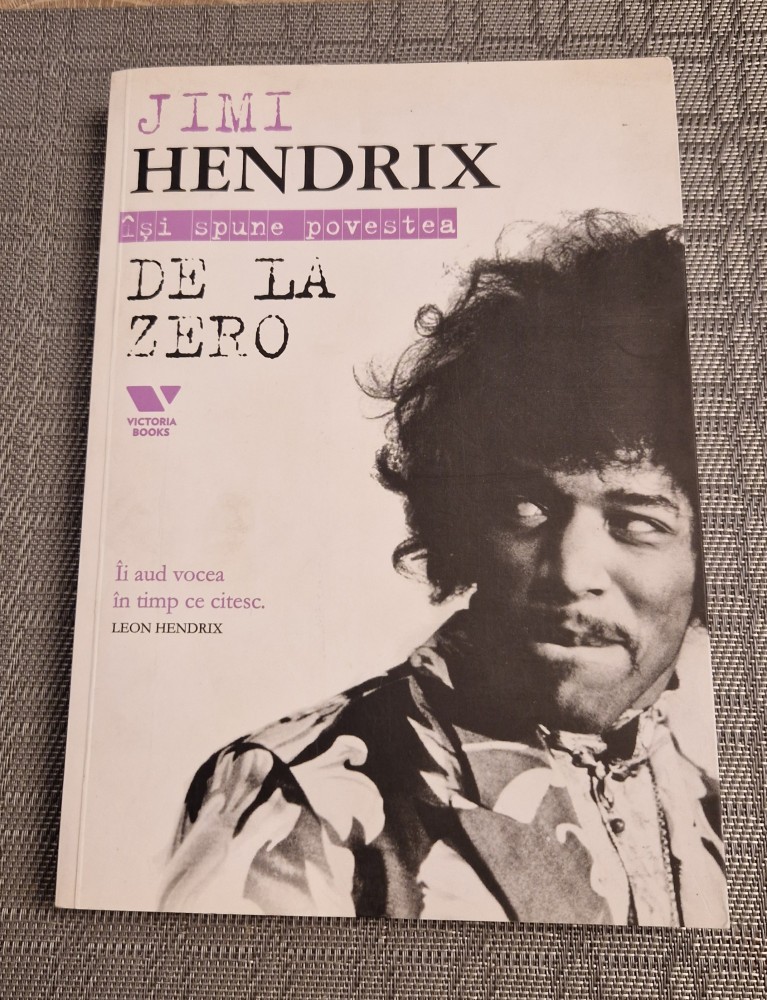 JIMI
HENDRIX
își spune povestea
DE LA
ZERO
VICTORIA
BOOKS
Îi aud vocea
în timp ce citesc.
LEON HENDRIX